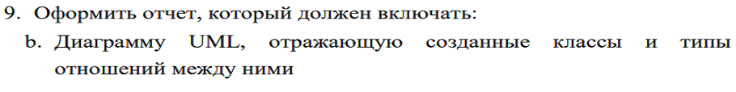 9. Оформить отчет, который должен включать:
b. Диаграмму UML, отражающую созданные классы и типы
отношений между ними